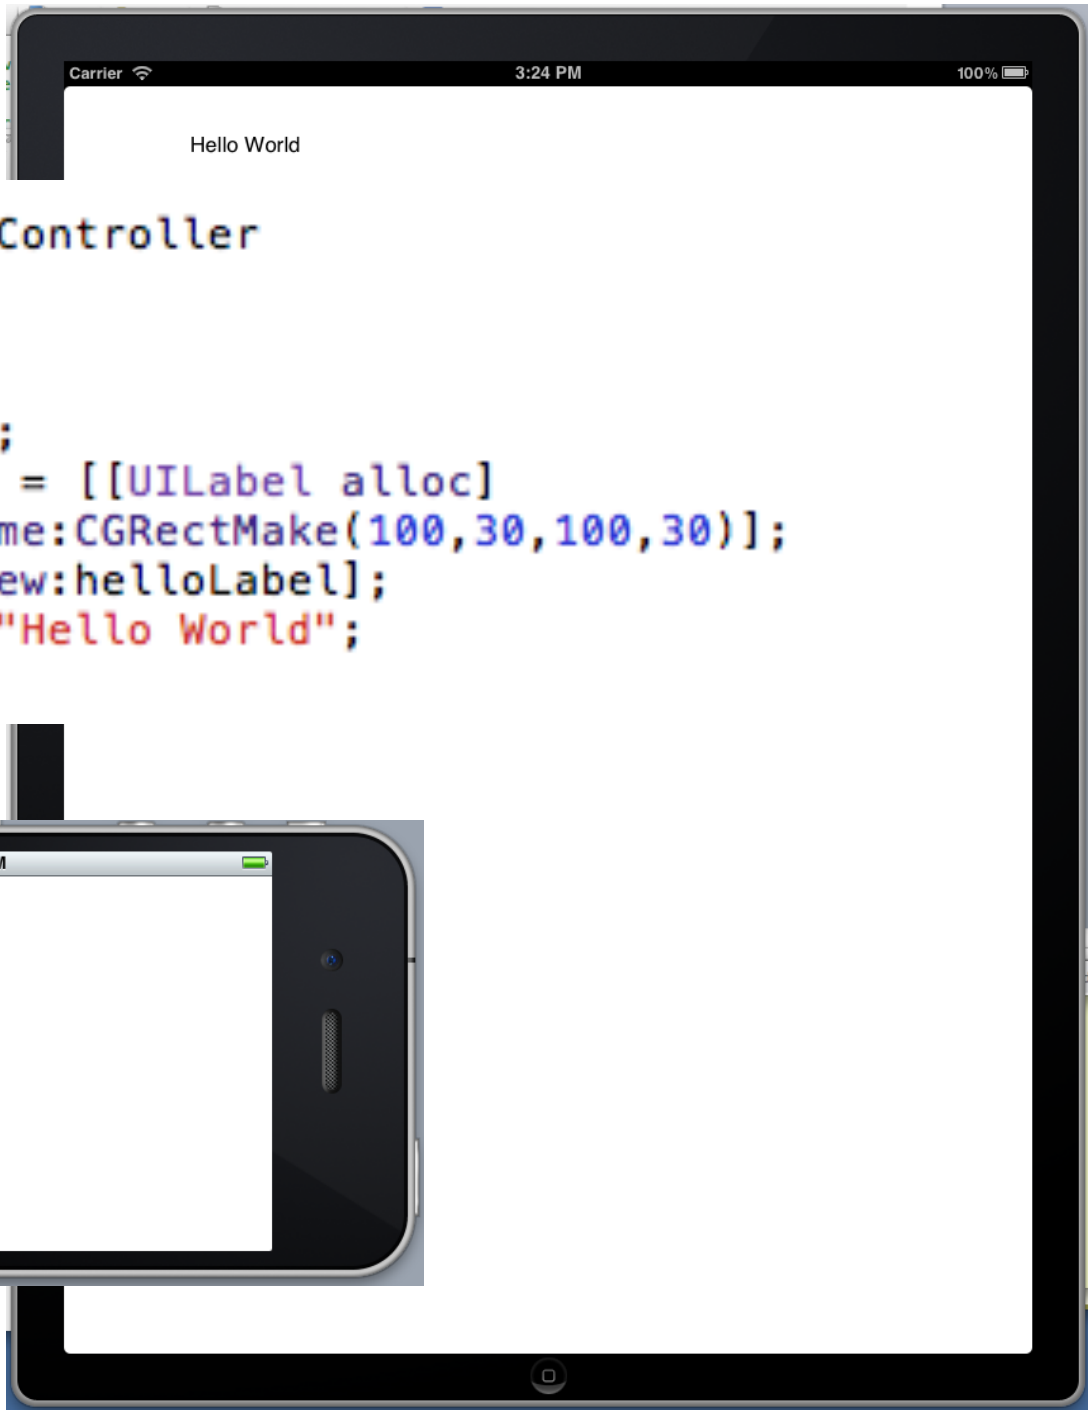 Carrier 3:24 PM 100%
Hello World
Controller
;
= [[UILabel alloc]
me:CGRectMake(100,30,100,30)];
ew:helloLabel];
"Hello World";
M